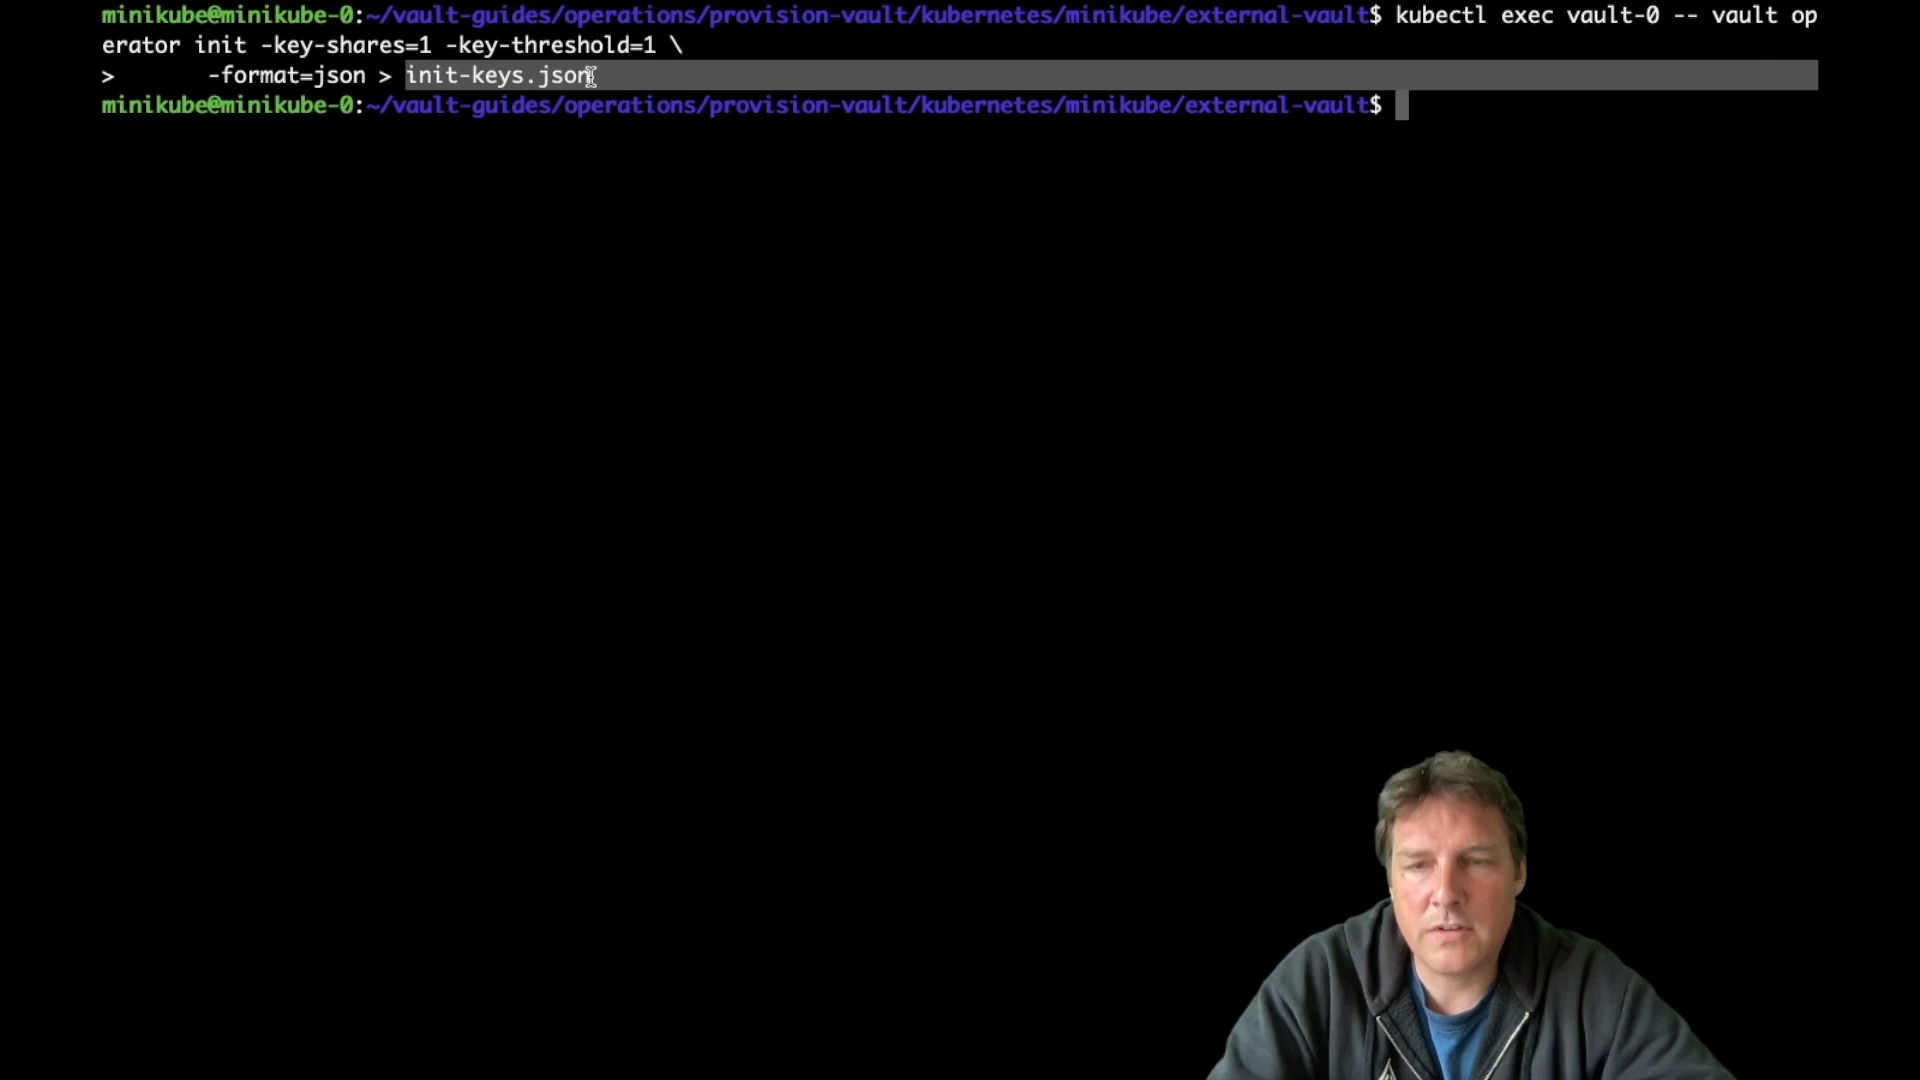 minikube@minikube-0:~/vault-guides/operations/provision-vault/kubernetes/minikube/external-vault$ kubectl exec vault-0 -- vault op
erator init -key-shares=1 -key-threshold=1 \
>       -format=json > init-keys.json
minikube@minikube-0:~/vault-guides/operations/provision-vault/kubernetes/minikube/external-vault$